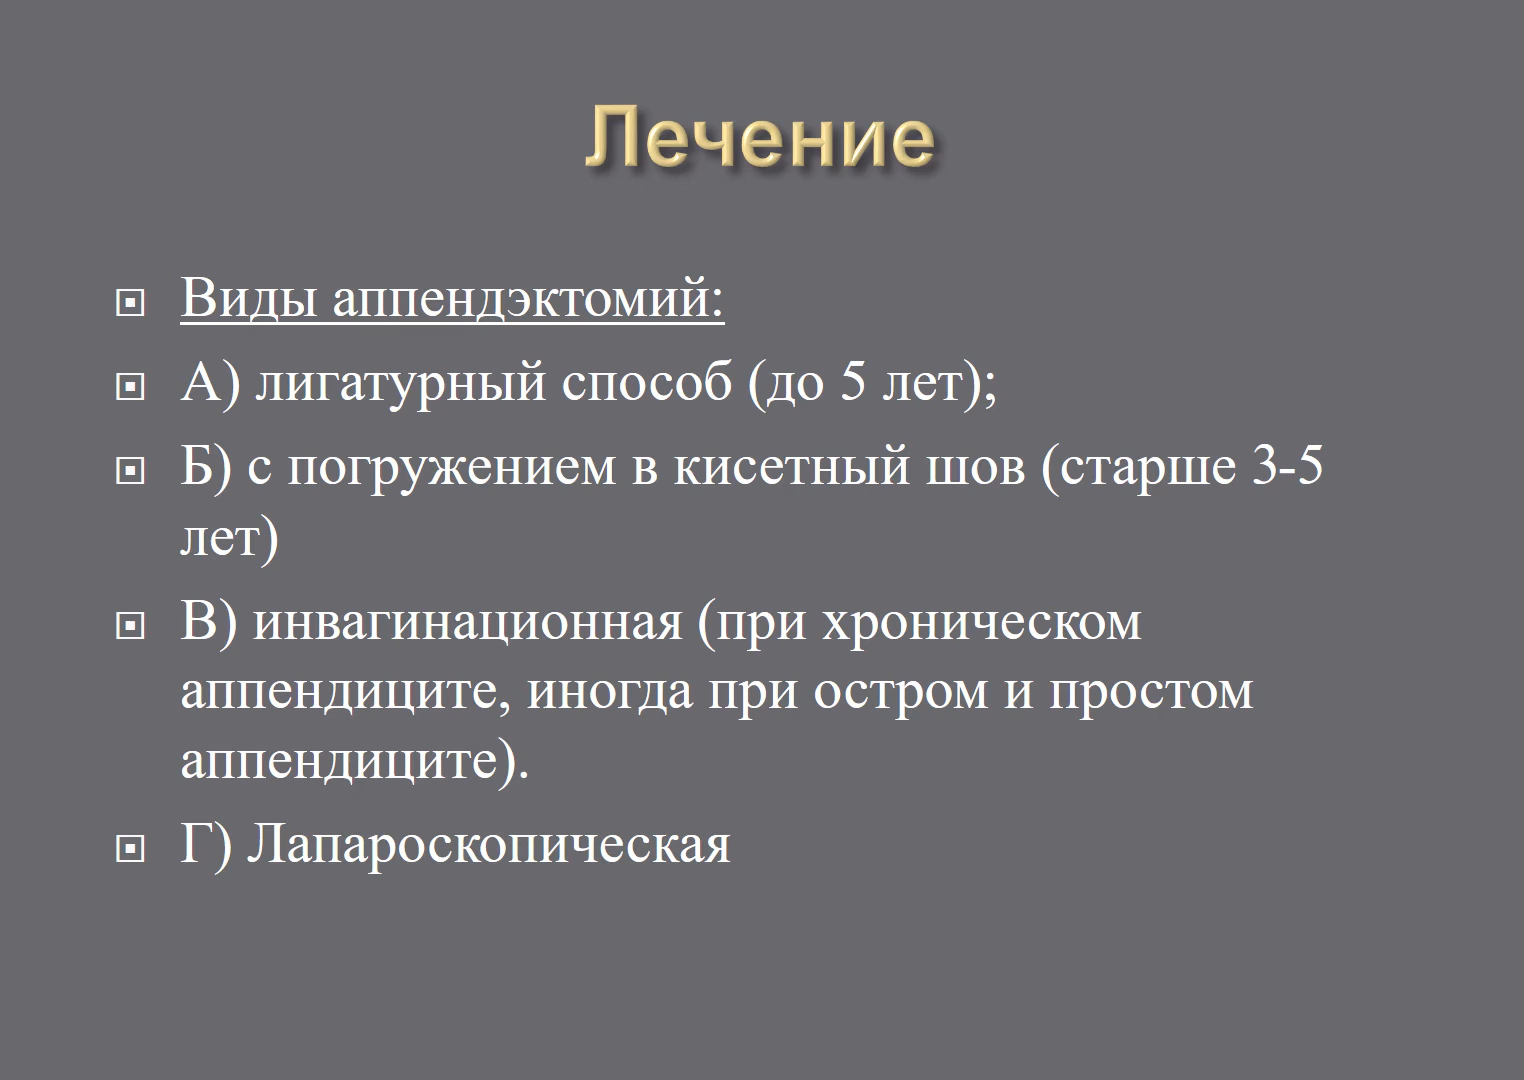 Лечение
Виды аппендэктомий:
А) лигатурный способ (до 5 лет);
Б) с погружением в кисетный шов (старше 3-5
лет)
В) инвагинационная (при хроническом
аппендиците, иногда при остром и простом
аппендиците).
Г) Лапароскопическая